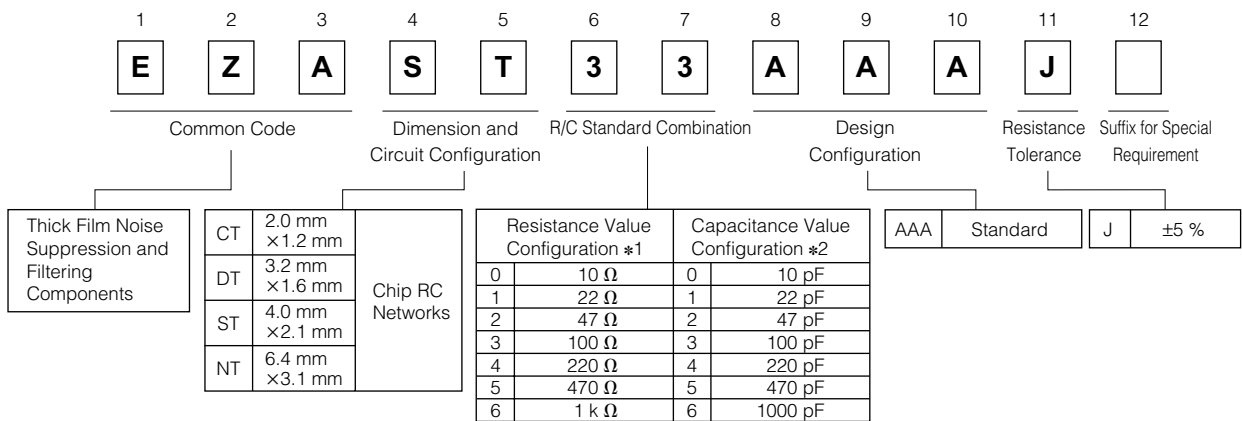 1 2 3 4 5 6 7 8 9 10 11 12
E Z A S T 3 3 A A A J
Common Code
Dimension and
Circuit Configuration
R/C Standard Combination
Design
Configuration
Resistance
Tolerance
Suffix for Special
Requirement
Thick Film Noise
Suppression and
Filtering
Components
CT 2.0 mm
×1.2 mm
DT 3.2 mm
×1.6 mm
ST 4.0 mm
×2.1 mm
NT 6.4 mm
×3.1 mm
Chip RC
Networks
Resistance Value
Configuration *1
Capacitance Value
Configuration *2
0 10 Ω 0 10 pF
1 22 Ω 1 22 pF
2 47 Ω 2 47 pF
3 100 Ω 3 100 pF
4 220 Ω 4 220 pF
5 470 Ω 5 470 pF
6 1 k Ω 6 1000 pF
AAA Standard
J ±5 %